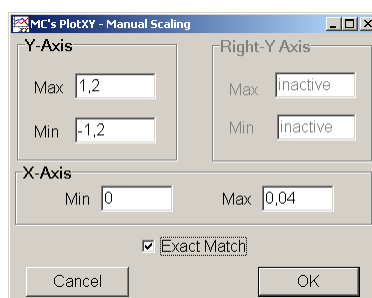 MC's PlotXY - Manual Scaling
Y-Axis
Max 1,2
Min -1,2
Right-Y Axis
Max inactive
Min inactive
X-Axis
Min 0 Max 0,04
Exact Match
Cancel OK